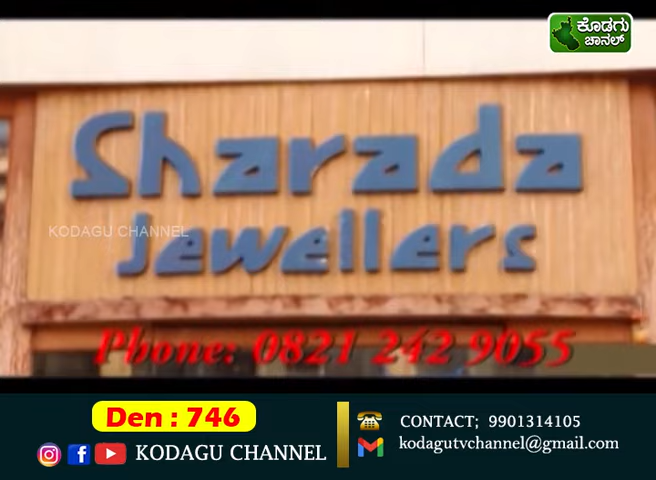 ಕೊಡಗು
ಚಾನಲ್
Sharada
Jewellers
KODAGU CHANNEL
Phone: 0821 242 9055
Den : 746
CONTACT; 9901314105
KODAGU CHANNEL
kodagutvchannel@gmail.com